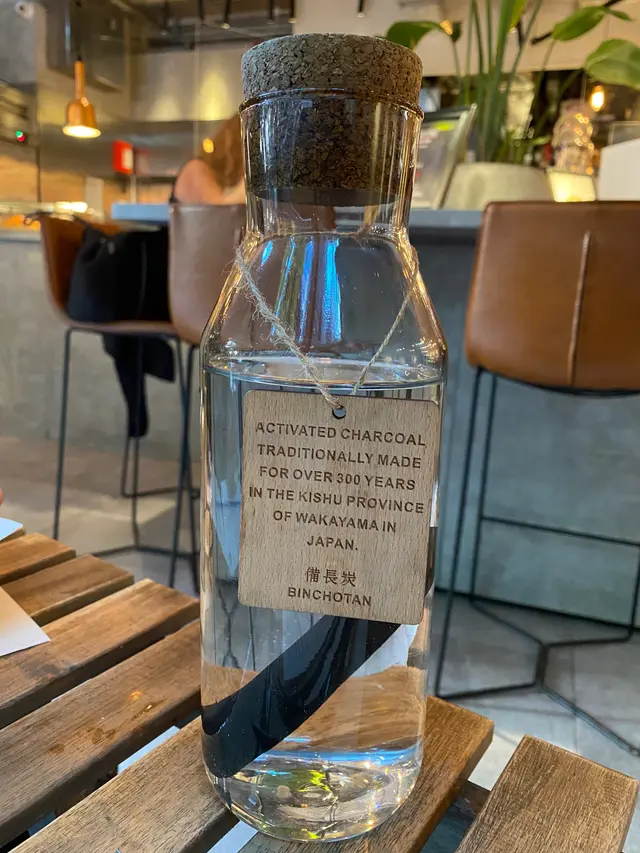 ACTIVATED CHARCOAL
TRADITIONALLY MADE
FOR OVER 300 YEARS
IN THE KISHU PROVINCE
OF WAKAYAMA IN
JAPAN.
備長炭
BINCHOTAN